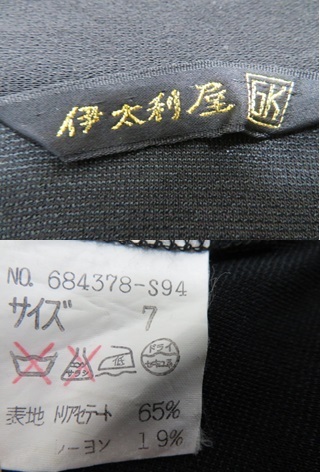 伊太利屋 GK
NO. 684378-S94
サイズ 7
低 ドライ
表地 トリアセテート 65%
ーヨン 19%